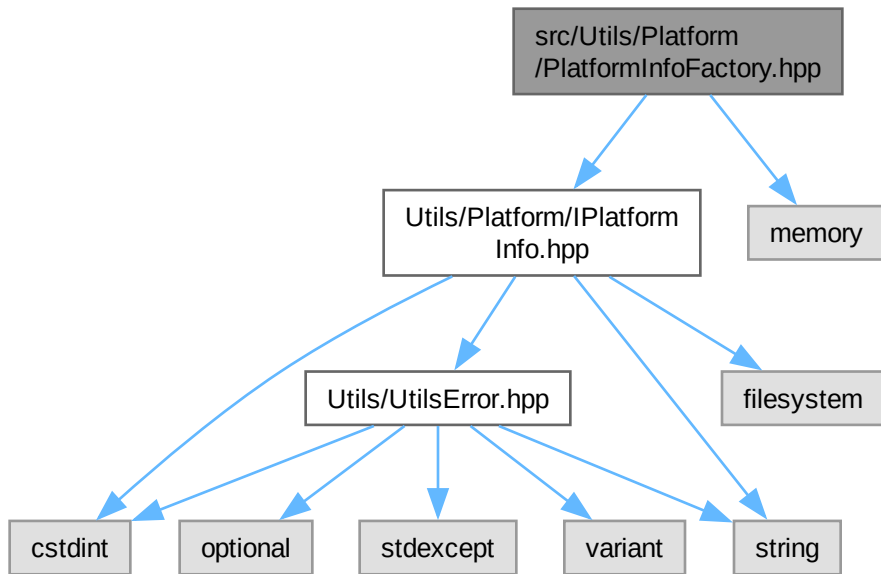 src/Utils/Platform
/PlatformInfoFactory.hpp
Utils/Platform/IPlatform
Info.hpp
memory
Utils/UtilsError.hpp
filesystem
cstdint
optional
stdexcept
variant
string